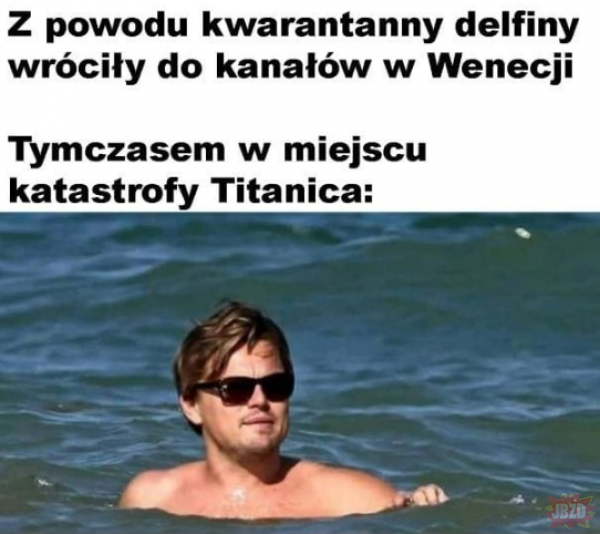 Z powodu kwarantanny delfiny
wróciły do kanałów w Wenecji
Tymczasem w miejscu
katastrofy Titanica:
JBZD